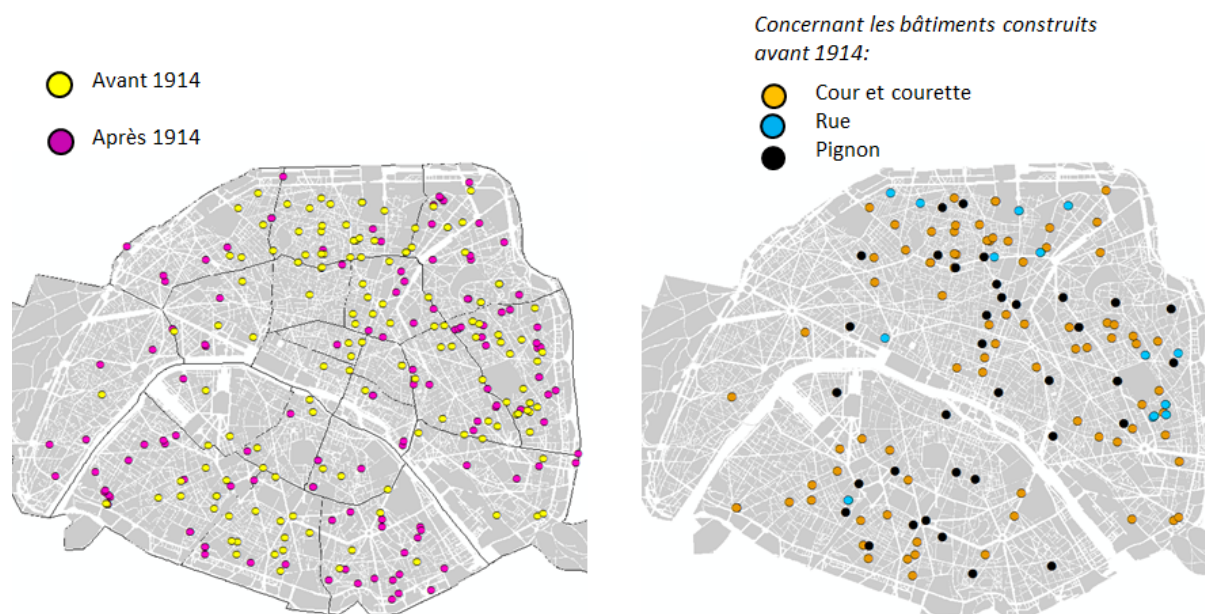 Avant 1914
Après 1914
Concernant les bâtiments construits
avant 1914:
Cour et courette
Rue
Pignon